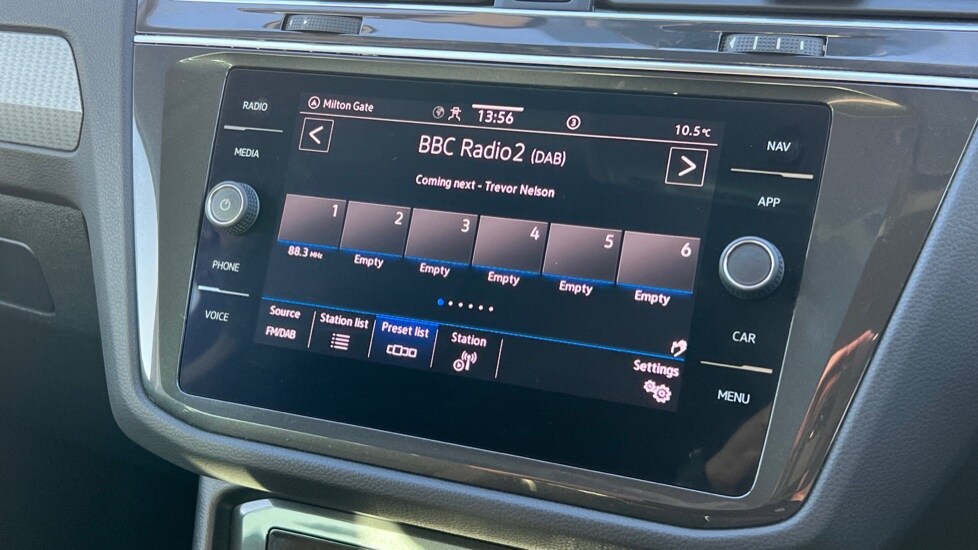 RADIO
MEDIA
PHONE
VOICE
Milton Gate
13:56
3
10.5°C
<
BBC Radio2 (DAB)
>
Coming next - Trevor Nelson
1 2 3 4 5 6
88.3 MHz Empty Empty Empty Empty Empty
Source Station list Preset list Station Settings
FM/DAB
NAV
APP
CAR
MENU